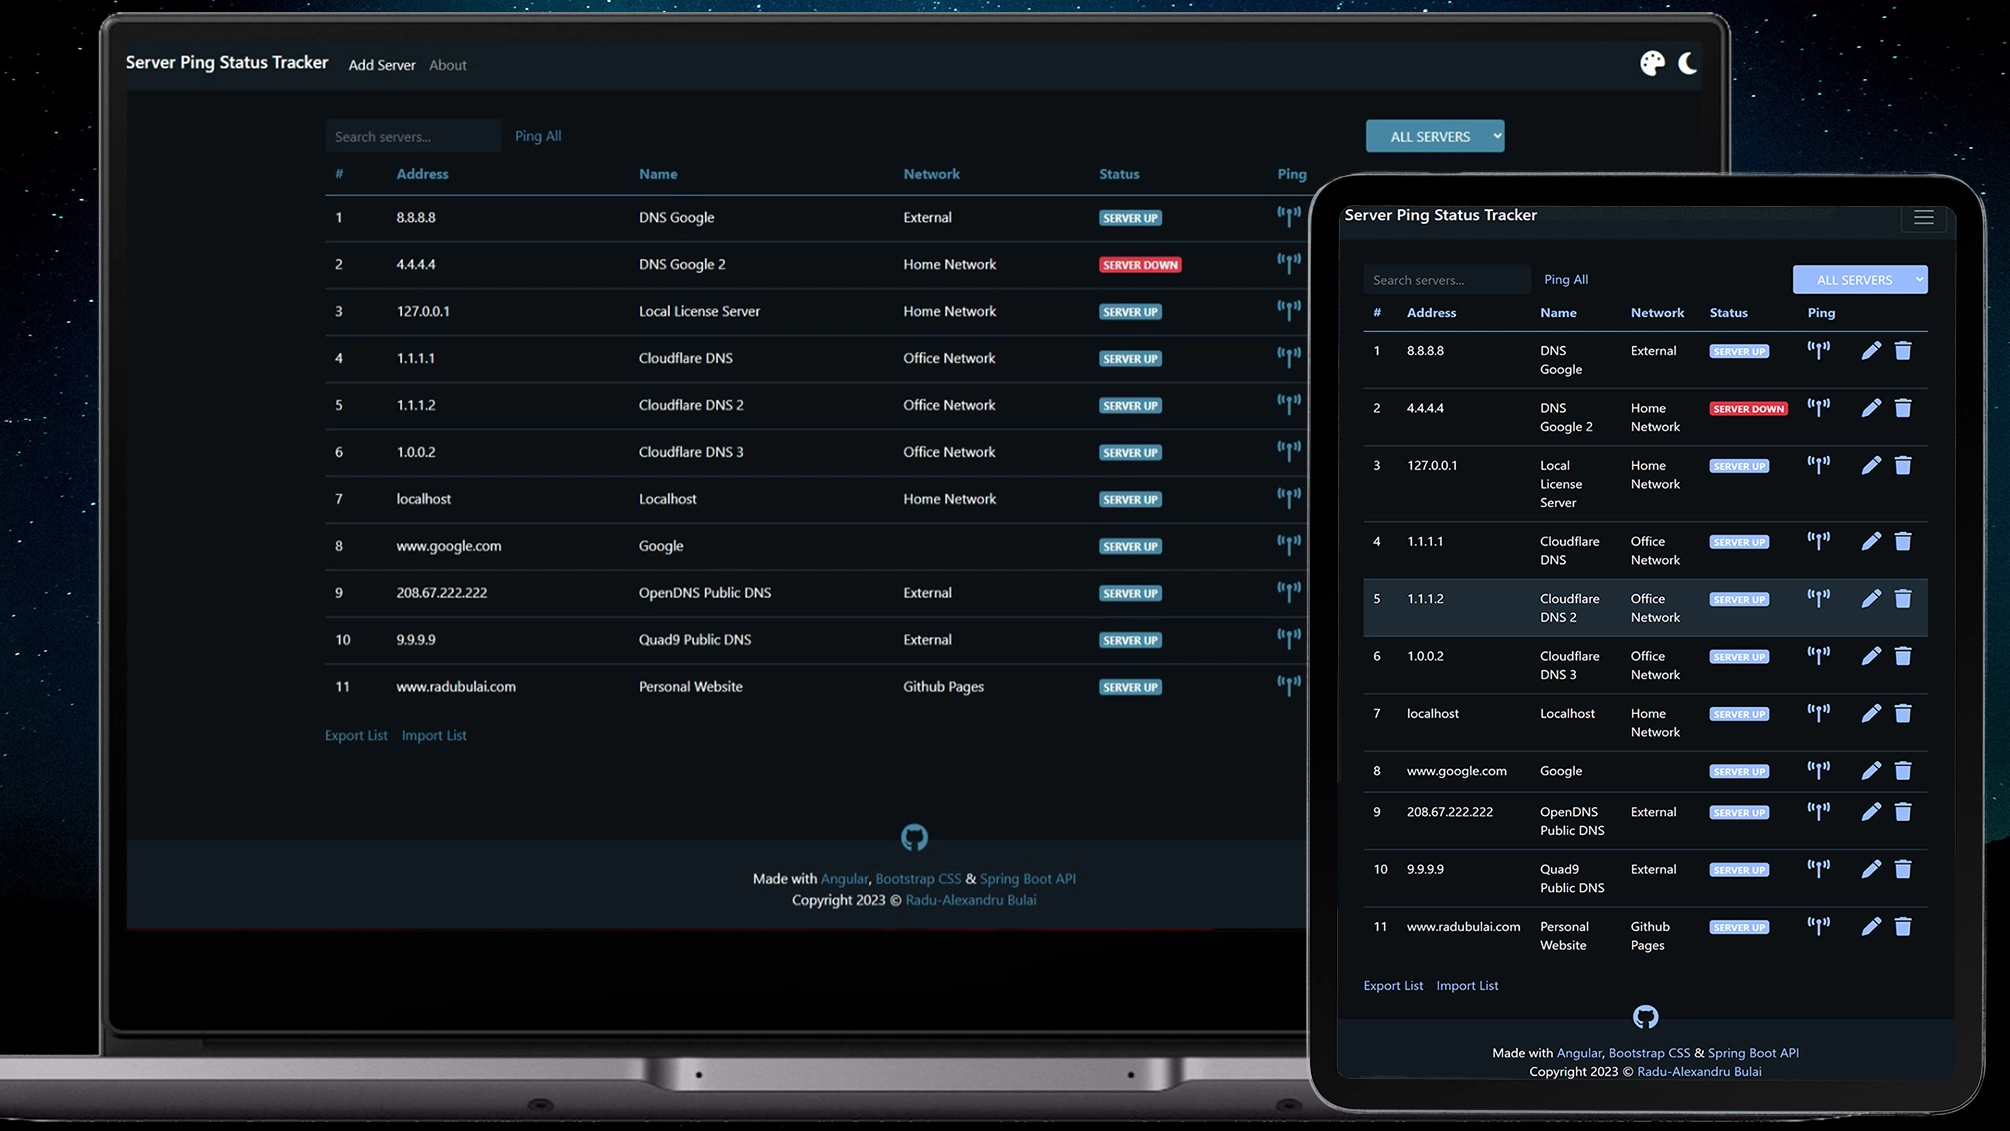 Server Ping Status Tracker Add Server About
Search servers... Ping All ALL SERVERS
# Address Name Network Status Ping
1 8.8.8.8 DNS Google External SERVER UP
2 4.4.4.4 DNS Google 2 Home Network SERVER DOWN
3 127.0.0.1 Local License Server Home Network SERVER UP
4 1.1.1.1 Cloudflare DNS Office Network SERVER UP
5 1.1.1.2 Cloudflare DNS 2 Office Network SERVER UP
6 1.0.0.2 Cloudflare DNS 3 Office Network SERVER UP
7 localhost Localhost Home Network SERVER UP
8 www.google.com Google SERVER UP
9 208.67.222.222 OpenDNS Public DNS External SERVER UP
10 9.9.9.9 Quad9 Public DNS External SERVER UP
11 www.radubulai.com Personal Website Github Pages SERVER UP
Export List Import List
Made with Angular, Bootstrap CSS & Spring Boot API
Copyright 2023 © Radu-Alexandru Bulai
Server Ping Status Tracker
Search servers... Ping All ALL SERVERS
# Address Name Network Status Ping
1 8.8.8.8 DNS External SERVER UP
Google
2 4.4.4.4 DNS Home SERVER DOWN
Google 2 Network
3 127.0.0.1 Local Home SERVER UP
License Network
Server
4 1.1.1.1 Cloudflare Office SERVER UP
DNS Network
5 1.1.1.2 Cloudflare Office SERVER UP
DNS 2 Network
6 1.0.0.2 Cloudflare Office SERVER UP
DNS 3 Network
7 localhost Localhost Home SERVER UP
Network
8 www.google.com Google SERVER UP
9 208.67.222.222 OpenDNS External SERVER UP
Public DNS
10 9.9.9.9 Quad9 External SERVER UP
Public DNS
11 www.radubulai.com Personal Github SERVER UP
Website Pages
Export List Import List
Made with Angular, Bootstrap CSS & Spring Boot API
Copyright 2023 © Radu-Alexandru Bulai